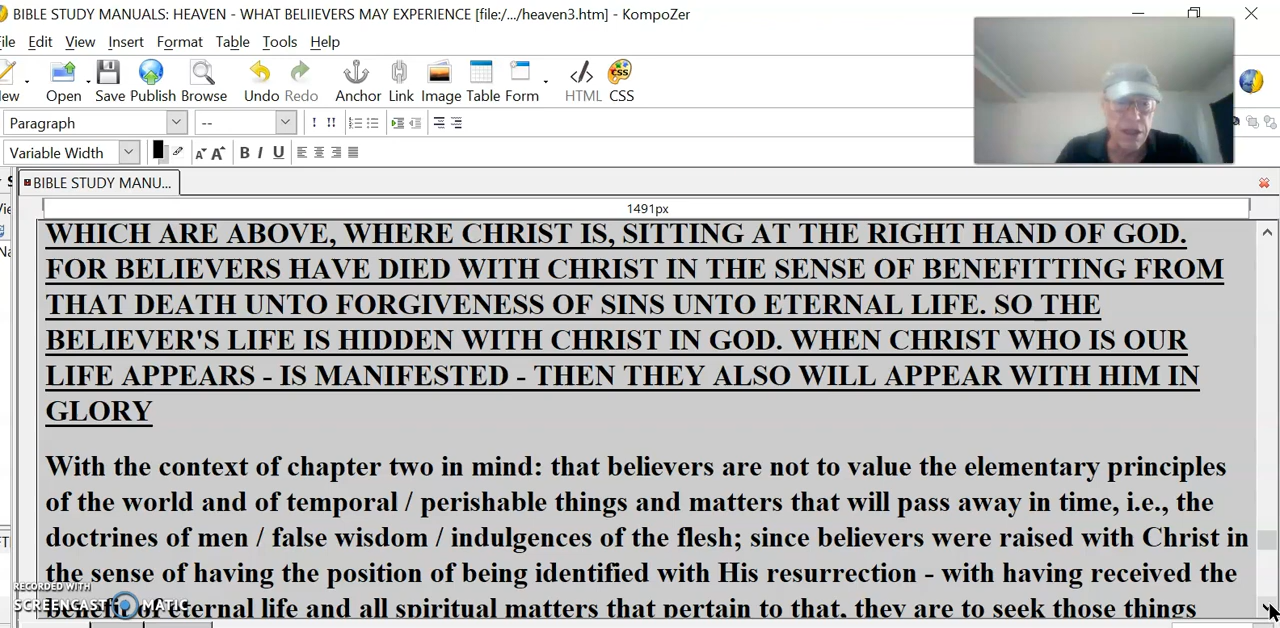 BIBLE STUDY MANUALS: HEAVEN - WHAT BELIIEVERS MAY EXPERIENCE [file:/.../heaven3.htm] - KompoZer
File Edit View Insert Format Table Tools Help
New Open Save Publish Browse Undo Redo Anchor Link Image Table Form HTML CSS
Paragraph -- ! !!
Variable Width B I U
BIBLE STUDY MANU...
1491px
WHICH ARE ABOVE, WHERE CHRIST IS, SITTING AT THE RIGHT HAND OF GOD.
FOR BELIEVERS HAVE DIED WITH CHRIST IN THE SENSE OF BENEFITTING FROM
THAT DEATH UNTO FORGIVENESS OF SINS UNTO ETERNAL LIFE. SO THE
BELIEVER'S LIFE IS HIDDEN WITH CHRIST IN GOD. WHEN CHRIST WHO IS OUR
LIFE APPEARS - IS MANIFESTED - THEN THEY ALSO WILL APPEAR WITH HIM IN
GLORY
With the context of chapter two in mind: that believers are not to value the elementary principles
of the world and of temporal / perishable things and matters that will pass away in time, i.e., the
doctrines of men / false wisdom / indulgences of the flesh; since believers were raised with Christ in
the sense of having the position of being identified with His resurrection - with having received the
benefit of eternal life and all spiritual matters that pertain to that, they are to seek those things
RECORDED WITH
SCREENCAST MATIC